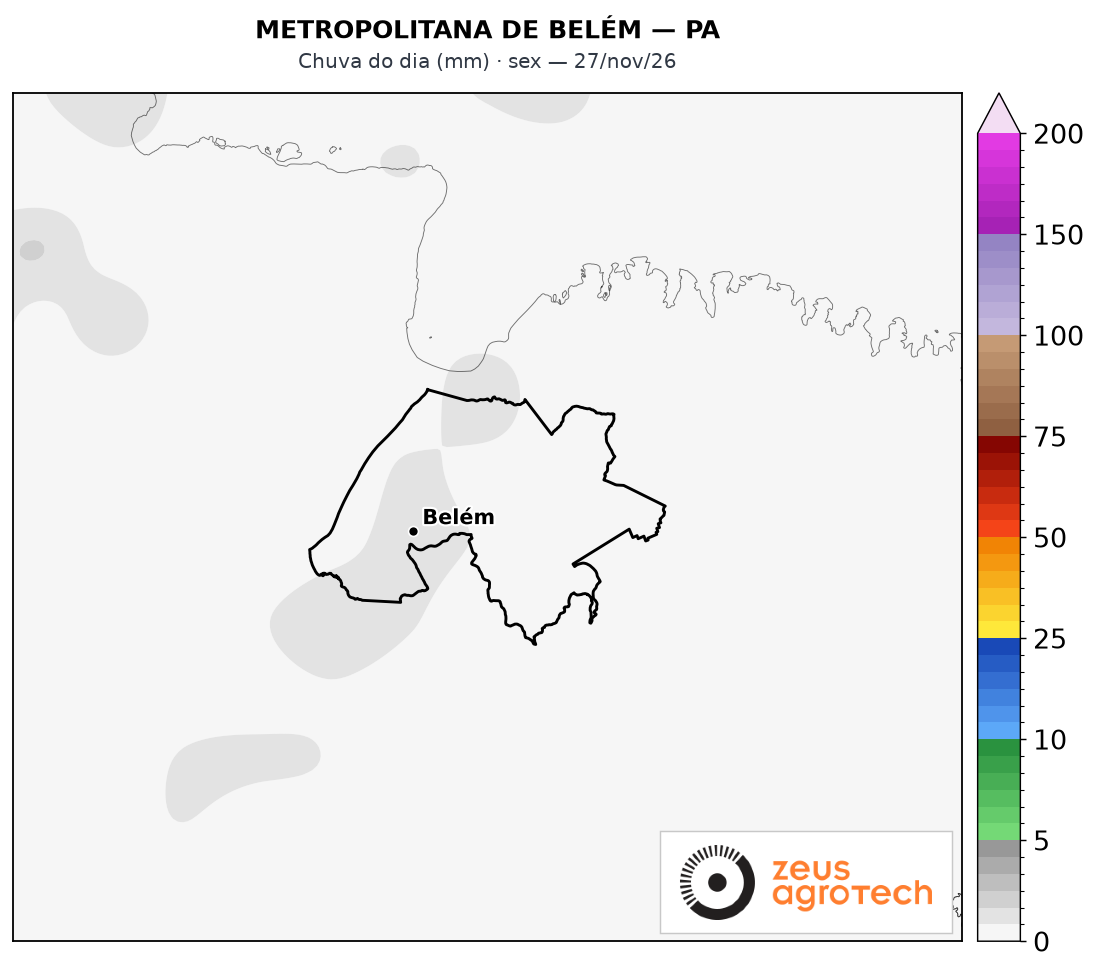 METROPOLITANA DE BELÉM — PA
Chuva do dia (mm) · sex — 27/nov/26
200
150
100
75
50
25
10
5
0
Belém
zeus
agrotech